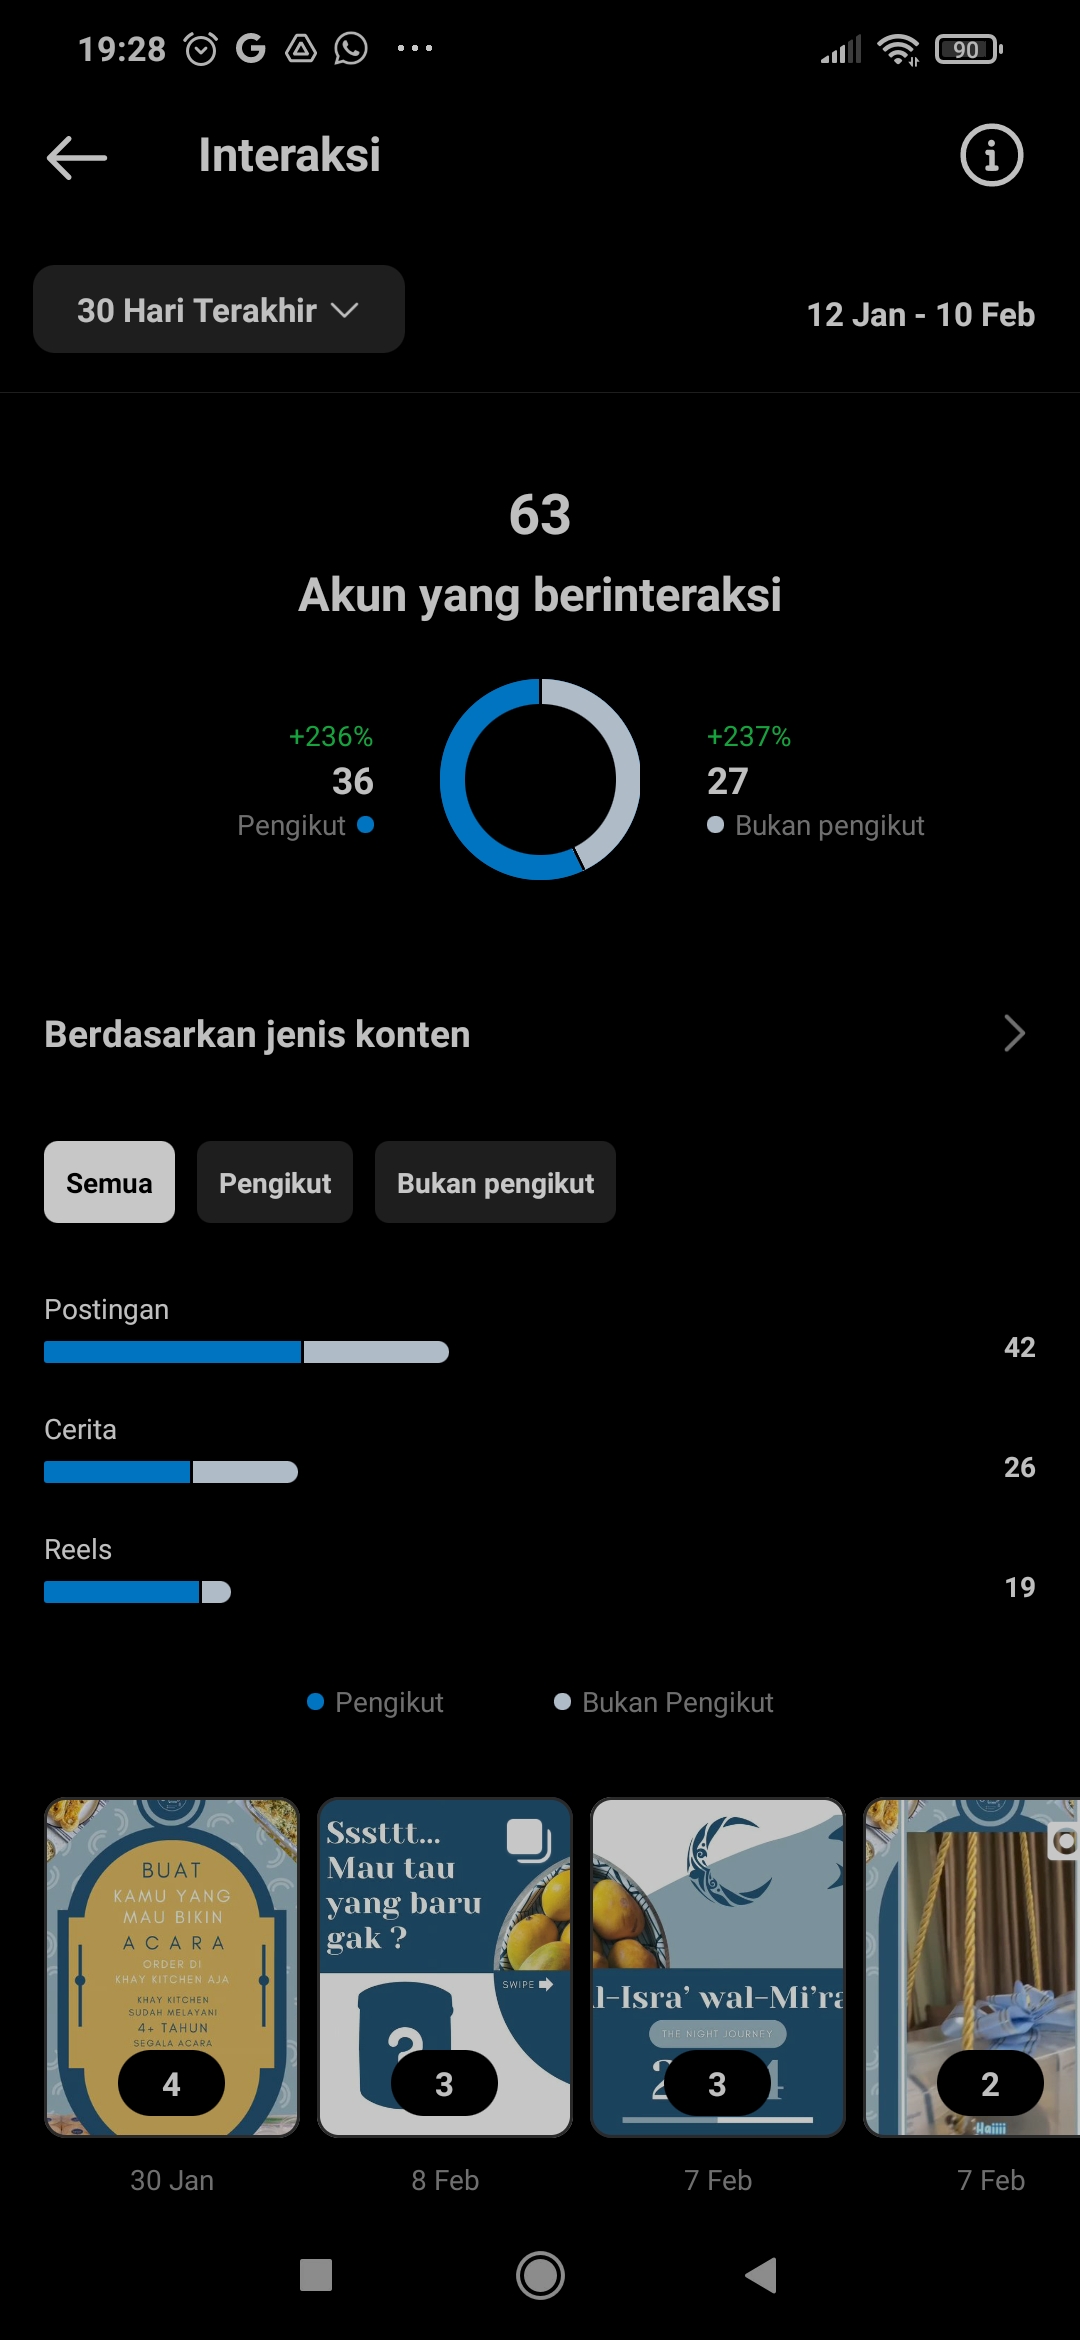 19:28
90
Interaksi
30 Hari Terakhir
12 Jan - 10 Feb
63
Akun yang berinteraksi
+236%
36
Pengikut
+237%
27
Bukan pengikut
Berdasarkan jenis konten
Semua
Pengikut
Bukan pengikut
Postingan
42
Cerita
26
Reels
19
Pengikut
Bukan Pengikut
BUAT
KAMU YANG
MAU BIKIN
ACARA
ORDER DI
KHAY KITCHEN AJA
KHAY KITCHEN
SUDAH MELAYANI
4+ TAHUN
SEGALA ACARA
4
30 Jan
Sssttt...
Mau tau
yang baru
gak ?
SWIPE
?
3
8 Feb
l-Isra' wal-Mi'ra
THE NIGHT JOURNEY
2
4
3
7 Feb
Haiiii
2
7 Feb